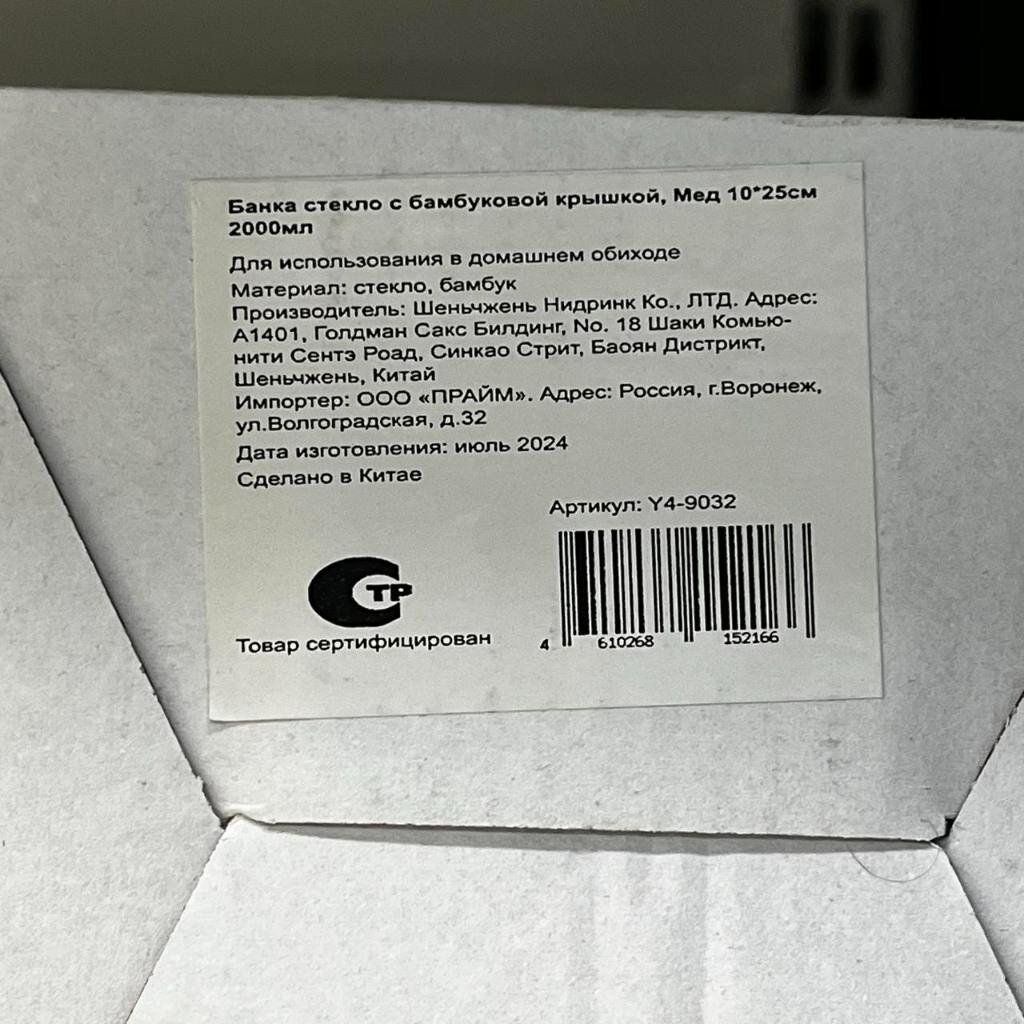 Банка стекло с бамбуковой крышкой, Мед 10*25см
2000мл
Для использования в домашнем обиходе
Материал: стекло, бамбук
Производитель: Шеньчжень Нидринк Ко., ЛТД. Адрес:
А1401, Голдман Сакс Билдинг, No. 18 Шаки Комью-
нити Сентэ Роад, Синкао Стрит, Баоян Дистрикт,
Шеньчжень, Китай
Импортер: ООО «ПРАЙМ». Адрес: Россия, г.Воронеж,
ул.Волгоградская, д.32
Дата изготовления: июль 2024
Сделано в Китае
Артикул: Y4-9032
СТР
Товар сертифицирован
4 610268 152166